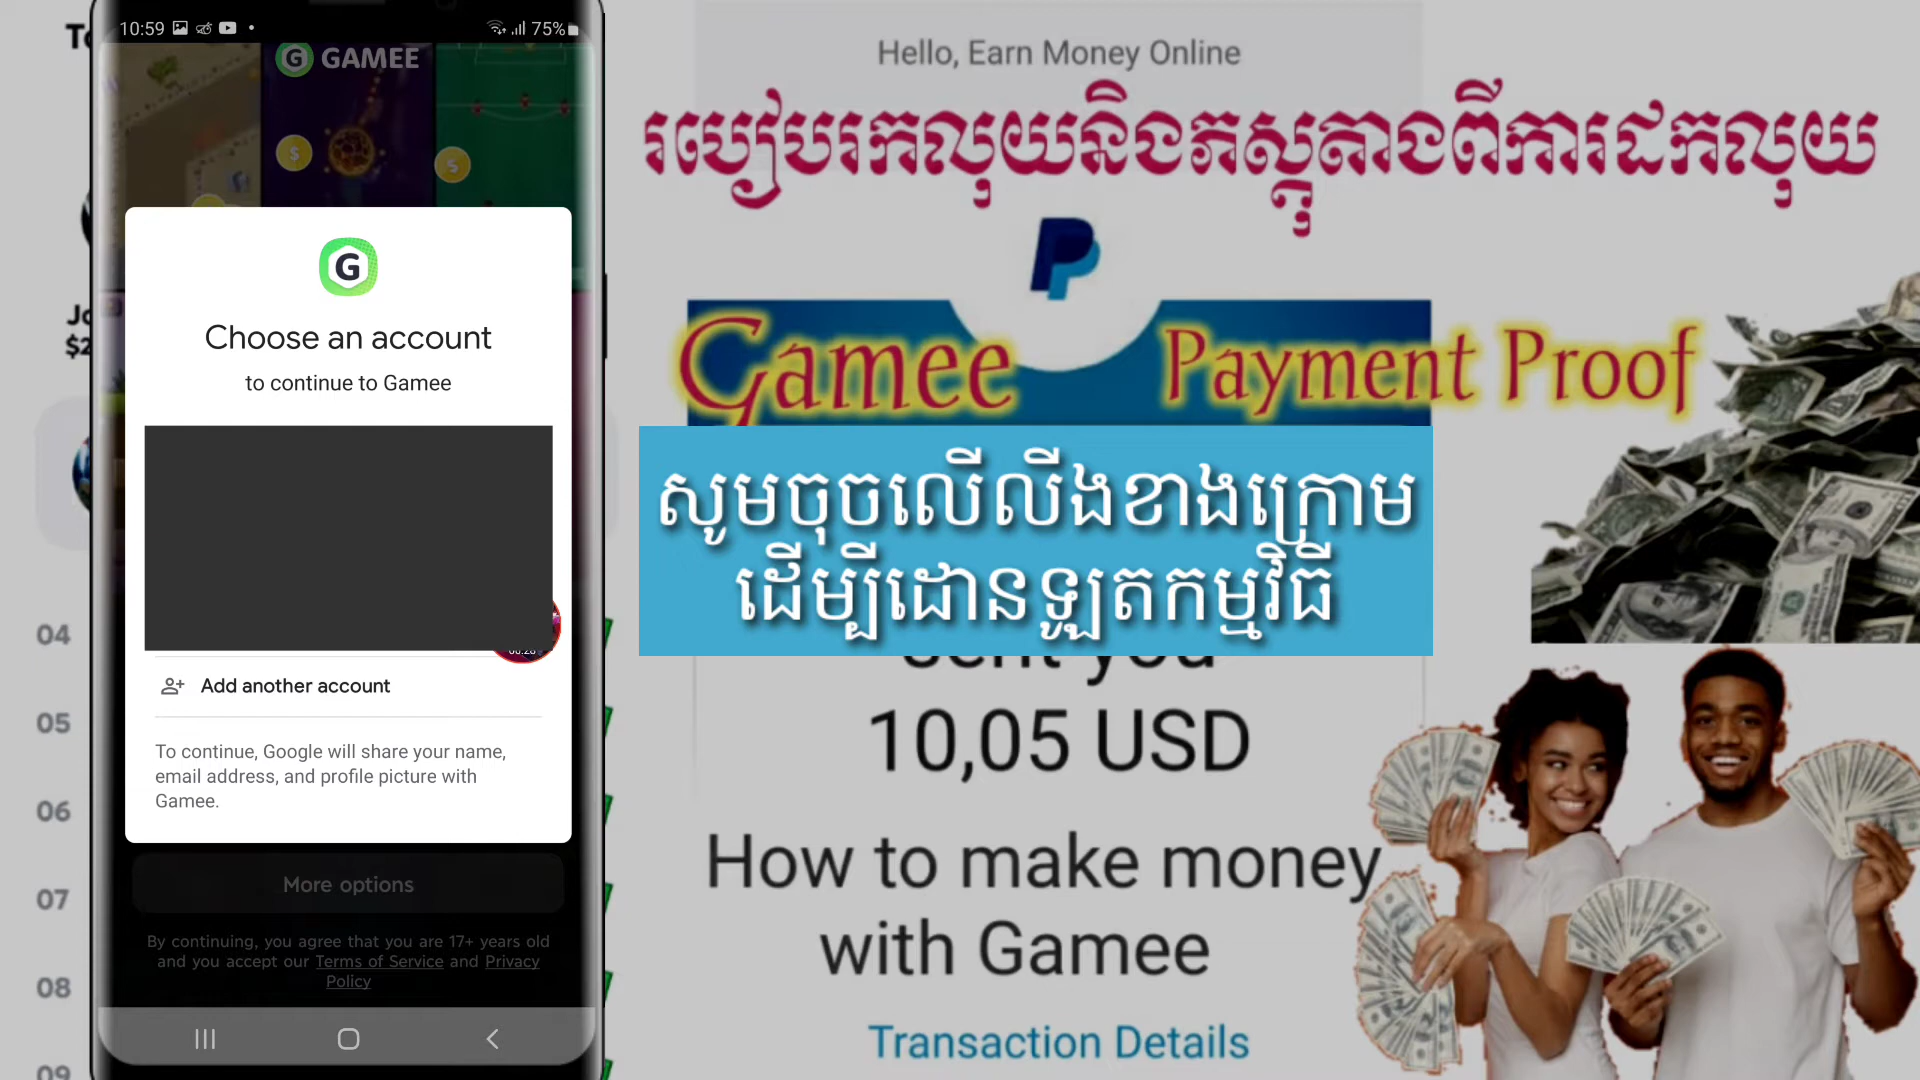 10:59
75%
GAMEE
G
Choose an account
to continue to Gamee
Add another account
To continue, Google will share your name,
email address, and profile picture with
Gamee.
More options
By continuing, you agree that you are 17+ years old
and you accept our Terms of Service and Privacy
Policy
04
05
06
07
08
09
Hello, Earn Money Online
របៀបរកលុយនិងភស្តុតាងពីការដកលុយ
Gamee Payment Proof
សូមចុចលើលីងខាងក្រោម
ដើម្បីដោនឡូតកម្មវិធី
sent you
10,05 USD
How to make money
with Gamee
Transaction Details